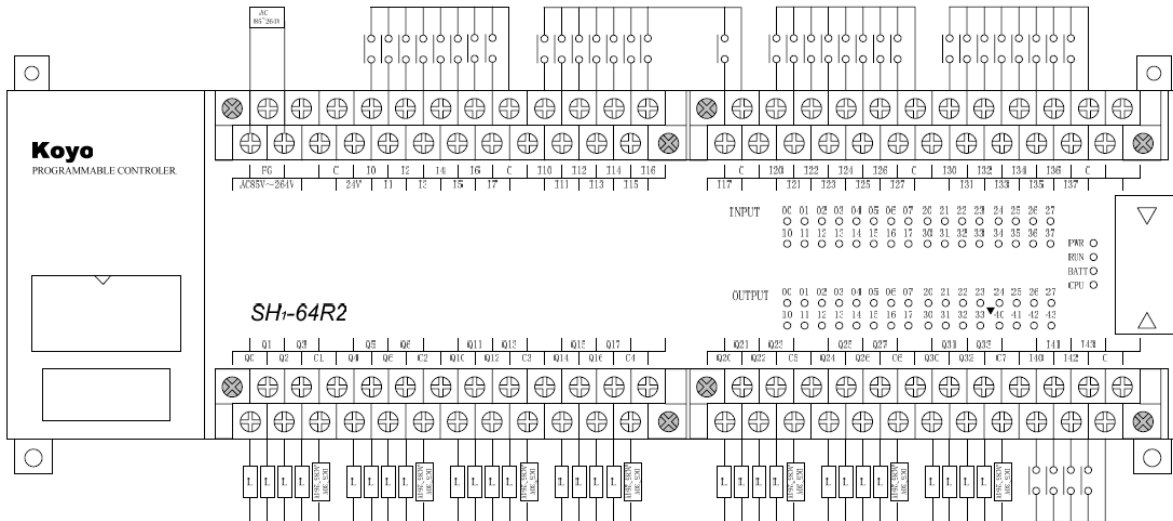 AC
85~264V
Koyo
PROGRAMMABLE CONTROLER
FG C I0 I2 I4 I6 C I10 I12 I14 I16
AC85V~264V 24V I1 I3 I5 I7 I11 I13 I15
C I20 I22 I24 I26 C I30 I32 I34 I36 C
I17 I21 I23 I25 I27 I31 I33 I35 I37
INPUT 00 01 02 03 04 05 06 07 20 21 22 23 24 25 26 27
10 11 12 13 14 15 16 17 30 31 32 33 34 35 36 37
PWR
RUN
BATT
CPU
SH1-64R2
OUTPUT 00 01 02 03 04 05 06 07 20 21 22 23 24 25 26 27
10 11 12 13 14 15 16 17 30 31 32 33 40 41 42 43
Q1 Q3 Q5 Q6 Q11 Q13 Q15 Q17
Q0 Q2 C1 Q4 Q6 C2 Q10 Q12 C3 Q14 Q16 C4
Q21 Q23 Q25 Q27 Q31 Q33 I41 I43
Q20 Q22 C5 Q24 Q26 C6 Q30 Q32 C7 I40 I42 C
L L L L L L L L L L L L L L L L
L L L L L L L L L L L L